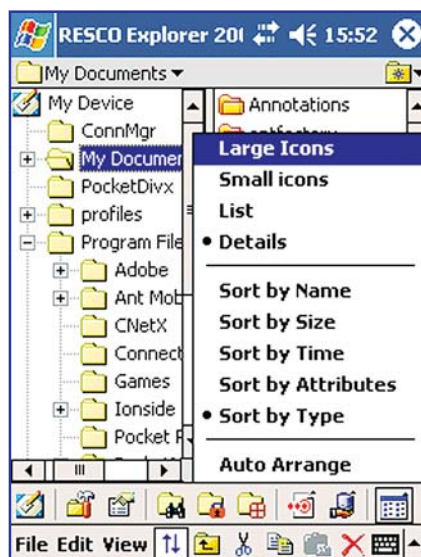 RESCO Explorer 200 15:52
My Documents
My Device
ConnMgr
My Documen
PocketDivx
profiles
Program File
Adobe
Ant Mob
CNetX
Connect
Games
Ionside
Pocket
Annotations
Large Icons
Small icons
List
Details
Sort by Name
Sort by Size
Sort by Time
Sort by Attributes
Sort by Type
Auto Arrange
File Edit View